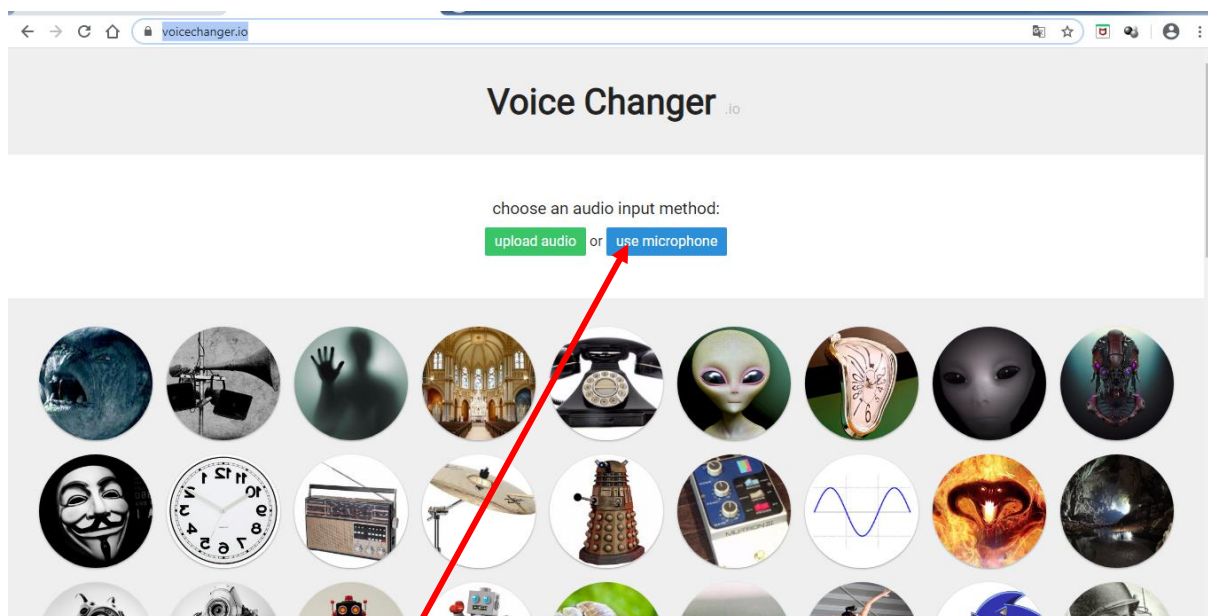 voicechanger.io
Voice Changer .io
choose an audio input method:
upload audio or use microphone